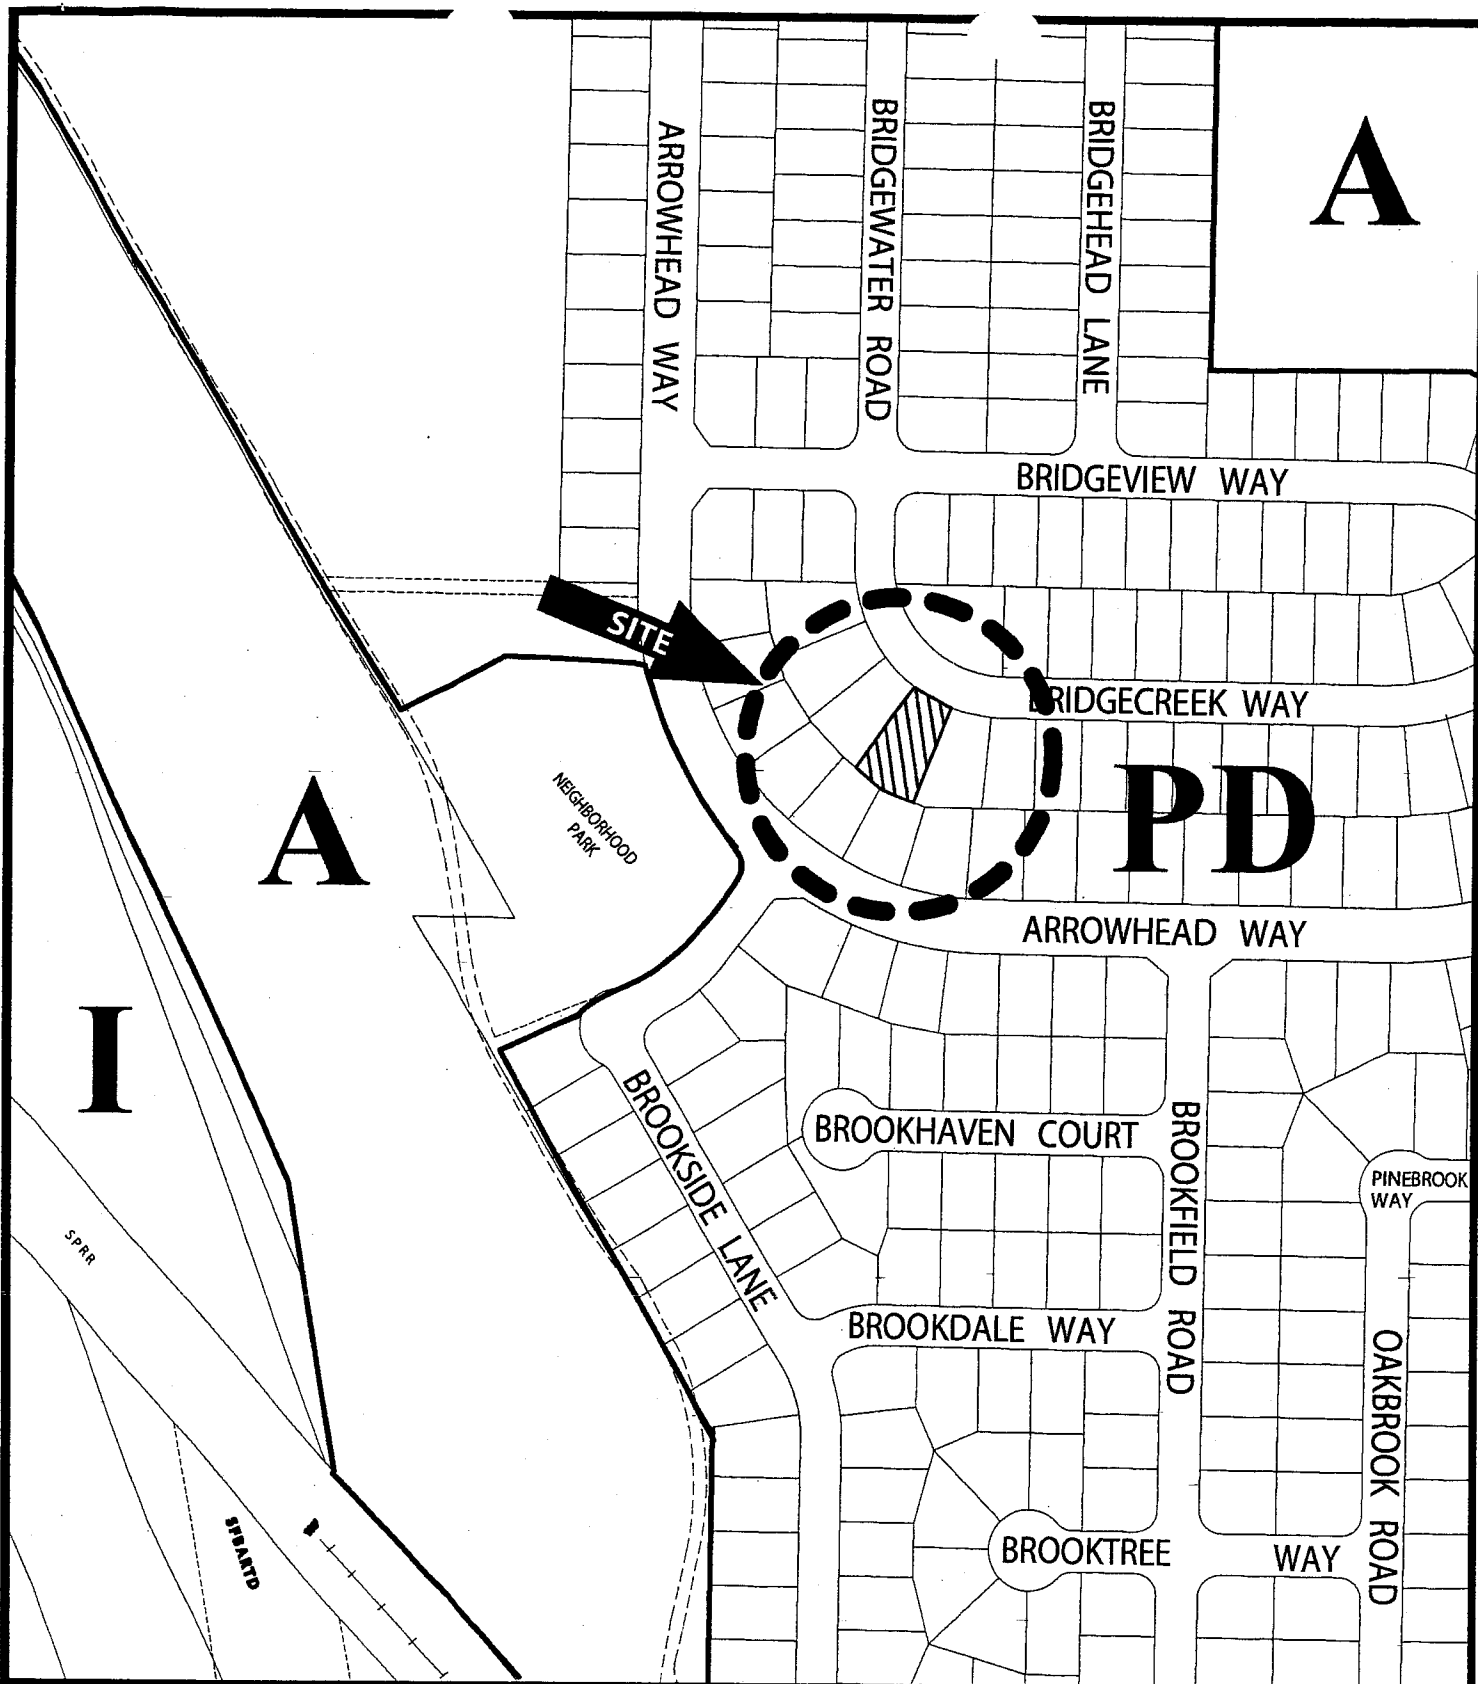 ARROWHEAD WAY
BRIDGEWATER ROAD
BRIDGEHEAD LANE
A
BRIDGEVIEW WAY
SITE
BRIDGECREEK WAY
NEIGHBORHOOD
PARK
A
PD
ARROWHEAD WAY
I
BROOKSIDE LANE
BROOKHAVEN COURT
BROOKFIELD ROAD
PINEBROOK
WAY
SPRR
BROOKDALE WAY
OAKBROOK ROAD
SFBARTD
BROOKTREE WAY